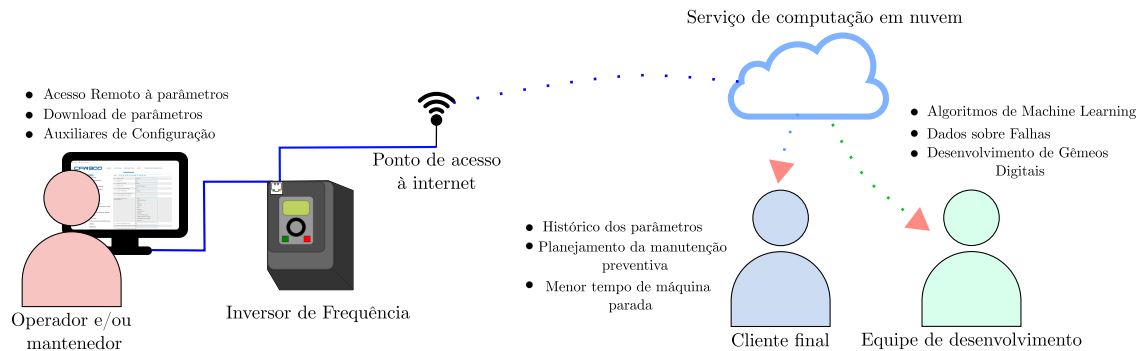 Serviço de computação em nuvem
Acesso Remoto à parâmetros
Download de parâmetros
Auxiliares de Configuração
CFW900
Ponto de acesso
à internet
Operador e/ou
mantenedor
Inversor de Frequência
Histórico dos parâmetros
Planejamento da manutenção
preventiva
Menor tempo de máquina
parada
Cliente final
Algoritmos de Machine Learning
Dados sobre Falhas
Desenvolvimento de Gêmeos
Digitais
Equipe de desenvolvimento